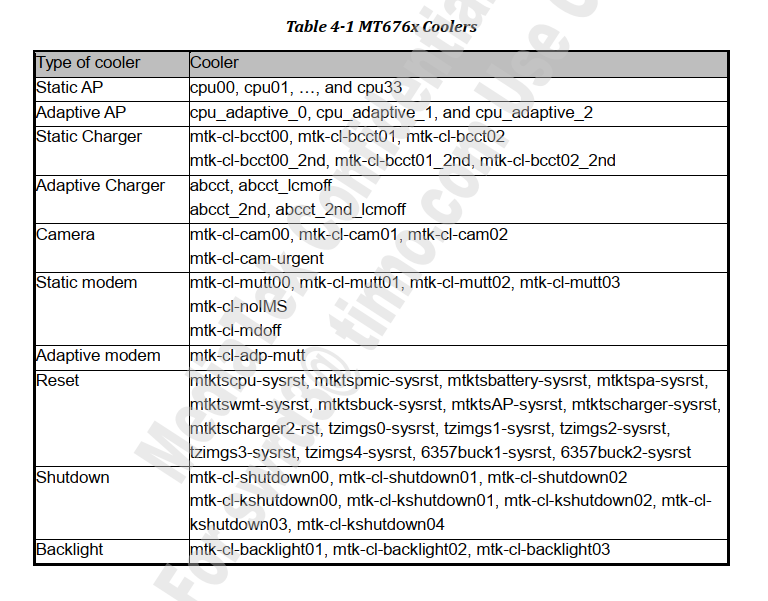 Table 4-1 MT676x Coolers
Type of cooler Cooler
Static AP cpu00, cpu01, …, and cpu33
Adaptive AP cpu_adaptive_0, cpu_adaptive_1, and cpu_adaptive_2
Static Charger mtk-cl-bcct00, mtk-cl-bcct01, mtk-cl-bcct02
mtk-cl-bcct00_2nd, mtk-cl-bcct01_2nd, mtk-cl-bcct02_2nd
Adaptive Charger abcct, abcct_lcmoff
abcct_2nd, abcct_2nd_lcmoff
Camera mtk-cl-cam00, mtk-cl-cam01, mtk-cl-cam02
mtk-cl-cam-urgent
Static modem mtk-cl-mutt00, mtk-cl-mutt01, mtk-cl-mutt02, mtk-cl-mutt03
mtk-cl-noIMS
mtk-cl-mdoff
Adaptive modem mtk-cl-adp-mutt
Reset mtktscpu-sysrst, mtktspmic-sysrst, mtktsbattery-sysrst, mtktspa-sysrst,
mtktswmt-sysrst, mtktsbuck-sysrst, mtktsAP-sysrst, mtktscharger-sysrst,
mtktscharger2-rst, tzimgs0-sysrst, tzimgs1-sysrst, tzimgs2-sysrst,
tzimgs3-sysrst, tzimgs4-sysrst, 6357buck1-sysrst, 6357buck2-sysrst
Shutdown mtk-cl-shutdown00, mtk-cl-shutdown01, mtk-cl-shutdown02
mtk-cl-kshutdown00, mtk-cl-kshutdown01, mtk-cl-kshutdown02, mtk-cl-
kshutdown03, mtk-cl-kshutdown04
Backlight mtk-cl-backlight01, mtk-cl-backlight02, mtk-cl-backlight03
MediaTek Confidential
For swrd3@ tinno.com Use